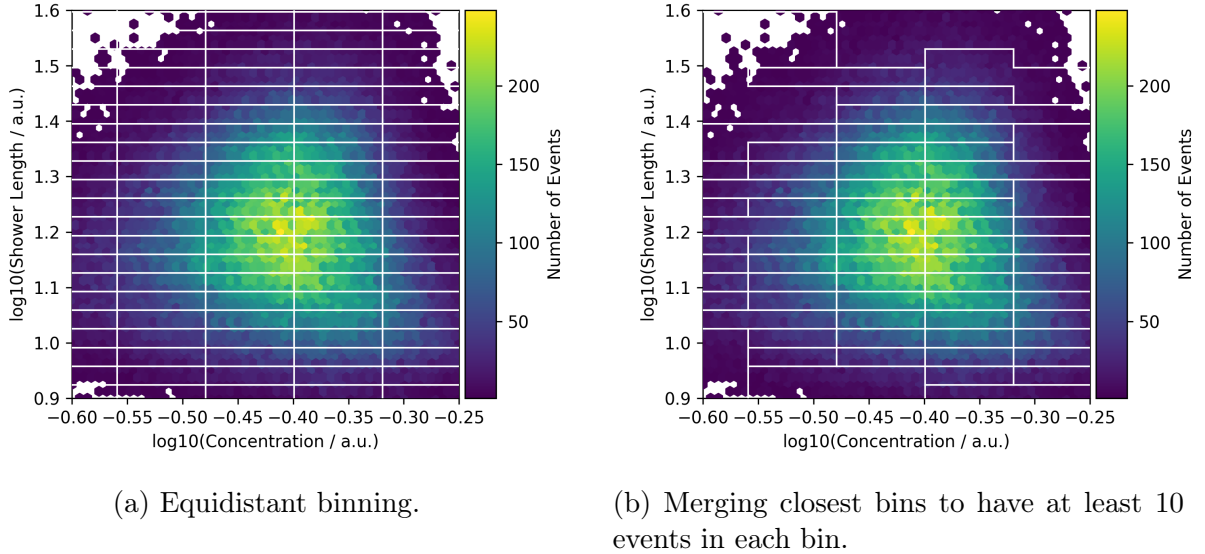 1.6
1.5
1.4
1.3
1.2
1.1
1.0
0.9
log10(Shower Length / a.u.)
−0.60 −0.55 −0.50 −0.45 −0.40 −0.35 −0.30 −0.25
log10(Concentration / a.u.)
200
150
100
50
Number of Events
(a) Equidistant binning.
1.6
1.5
1.4
1.3
1.2
1.1
1.0
0.9
log10(Shower Length / a.u.)
−0.60 −0.55 −0.50 −0.45 −0.40 −0.35 −0.30 −0.25
log10(Concentration / a.u.)
200
150
100
50
Number of Events
(b) Merging closest bins to have at least 10
events in each bin.